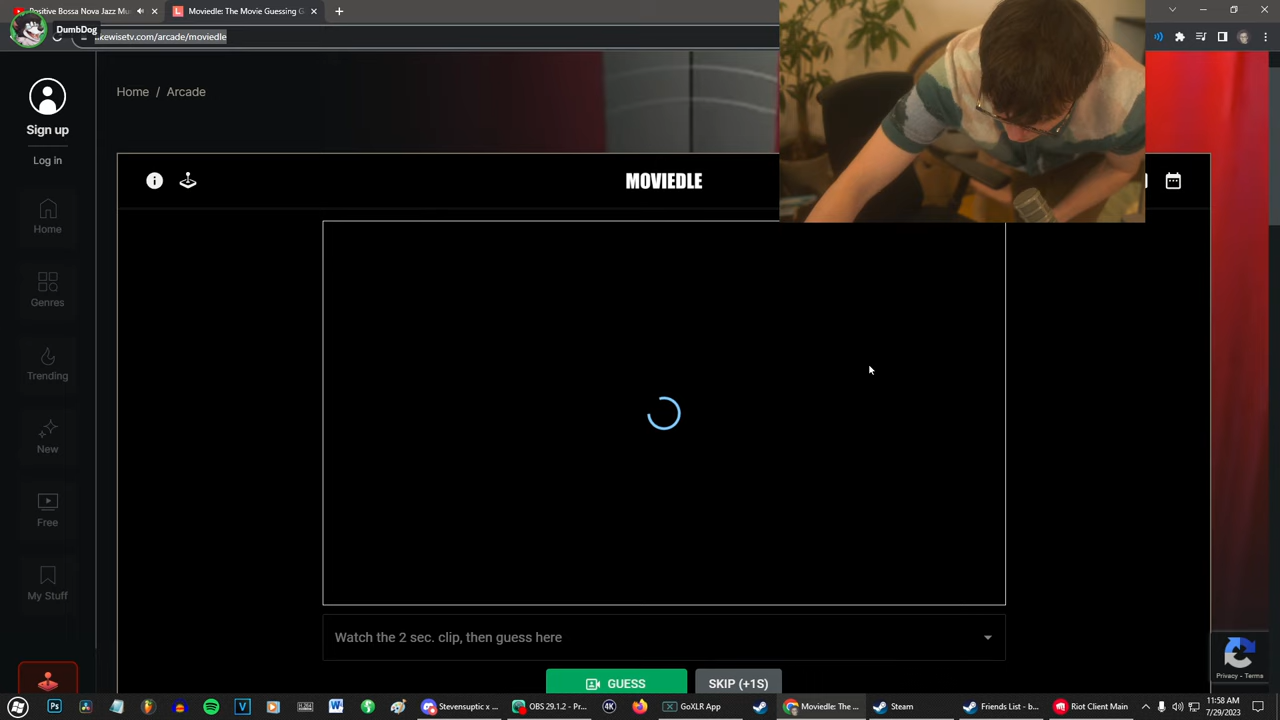 Positive Bossa Nova Jazz Mu
Moviedle: The Movie Guessing G
DumbDog
kewisetv.com/arcade/moviedle
Home / Arcade
Sign up
Log in
MOVIEDLE
Home
Genres
Trending
New
Free
My Stuff
Watch the 2 sec. clip, then guess here
GUESS
SKIP (+1S)
Privacy - Terms
Stevensuptic x ...
OBS 29.1.2 - Pr...
GoXLR App
Moviedle: The ...
Steam
Friends List - b...
Riot Client Main
11:58 AM
7/29/2023